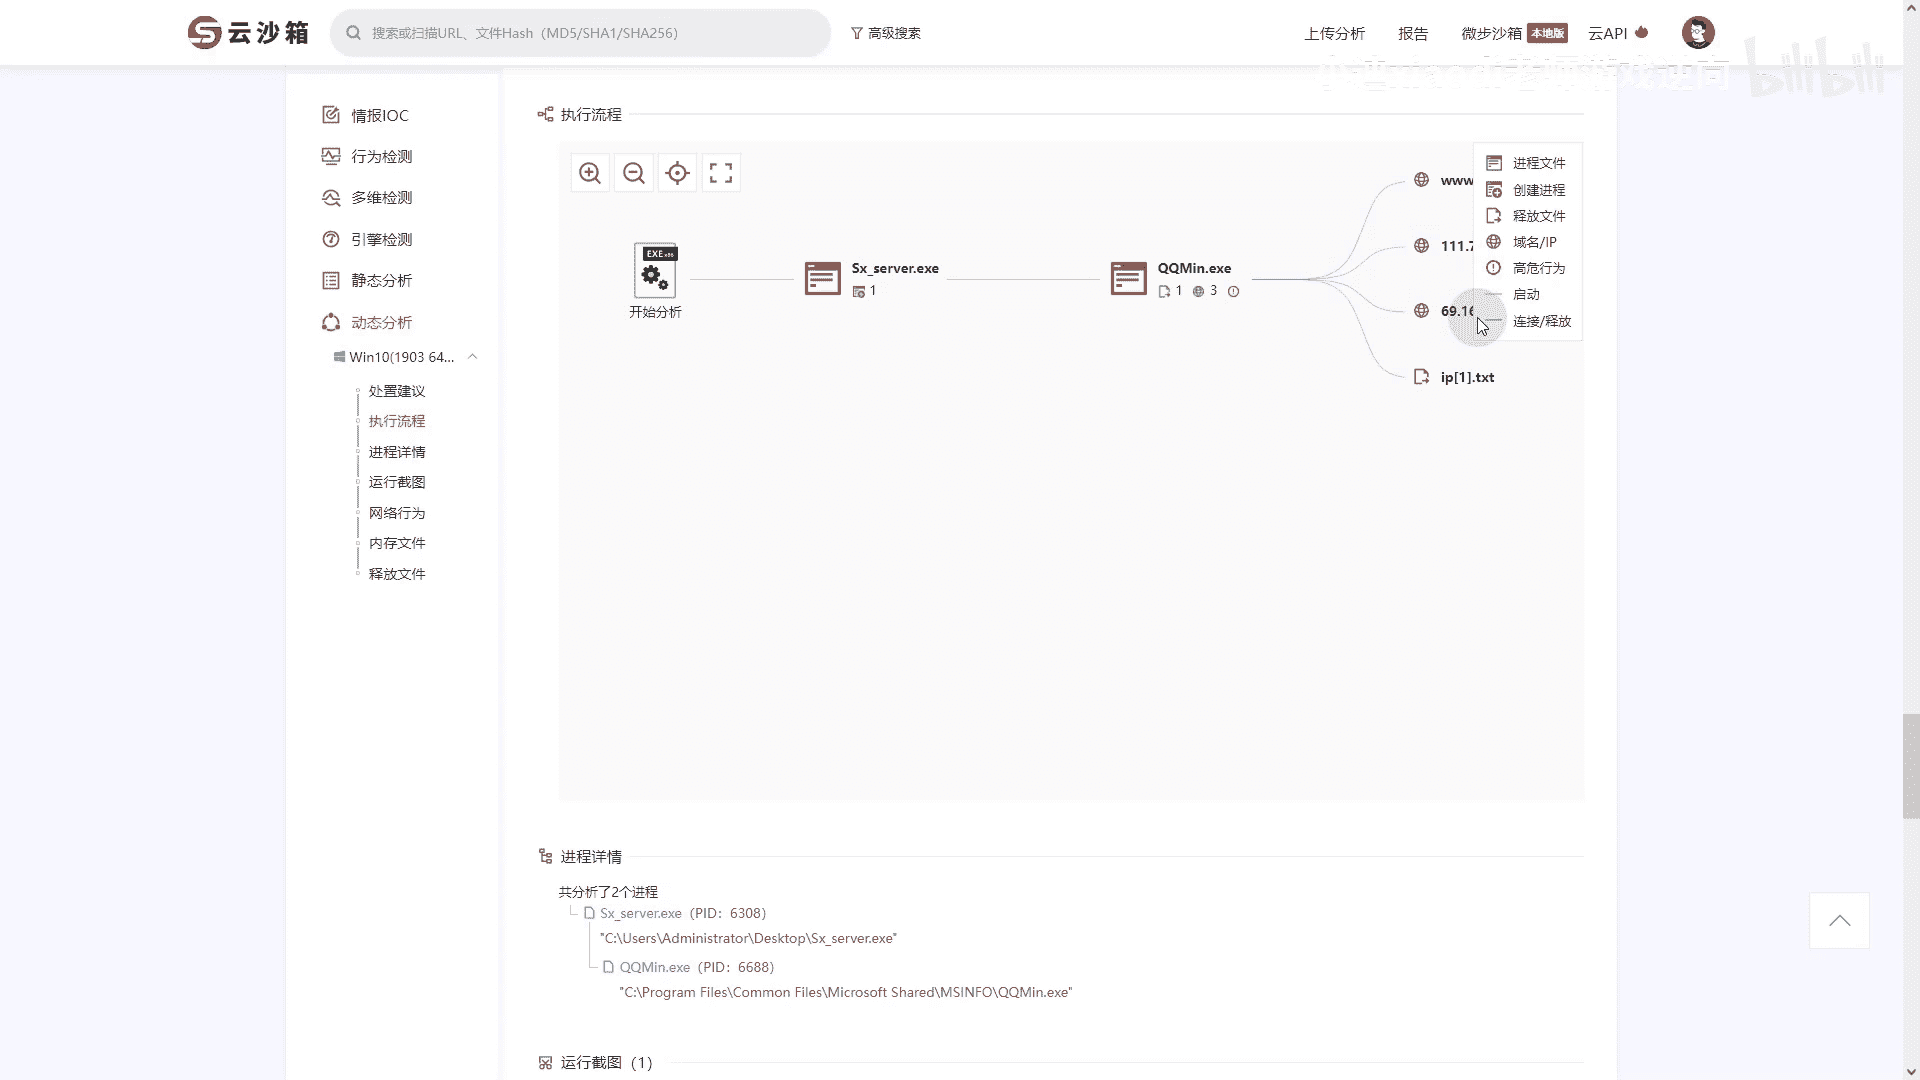 云沙箱
搜索或扫描URL、文件Hash（MD5/SHA1/SHA256）
高级搜索
上传分析
报告
微步沙箱 本地版
云API
bilibili
情报IOC
行为检测
多维检测
引擎检测
静态分析
动态分析
Win10(1903 64...
处置建议
执行流程
进程详情
运行截图
网络行为
内存文件
释放文件
执行流程
EXE x86
开始分析
Sx_server.exe
1
QQMin.exe
1 3
www
111.7
69.16
ip[1].txt
进程文件
创建进程
释放文件
域名/IP
高危行为
启动
连接/释放
进程详情
共分析了2个进程
Sx_server.exe（PID：6308）
"C:\Users\Administrator\Desktop\Sx_server.exe"
QQMin.exe（PID：6688）
"C:\Program Files\Common Files\Microsoft Shared\MSINFO\QQMin.exe"
运行截图（1）